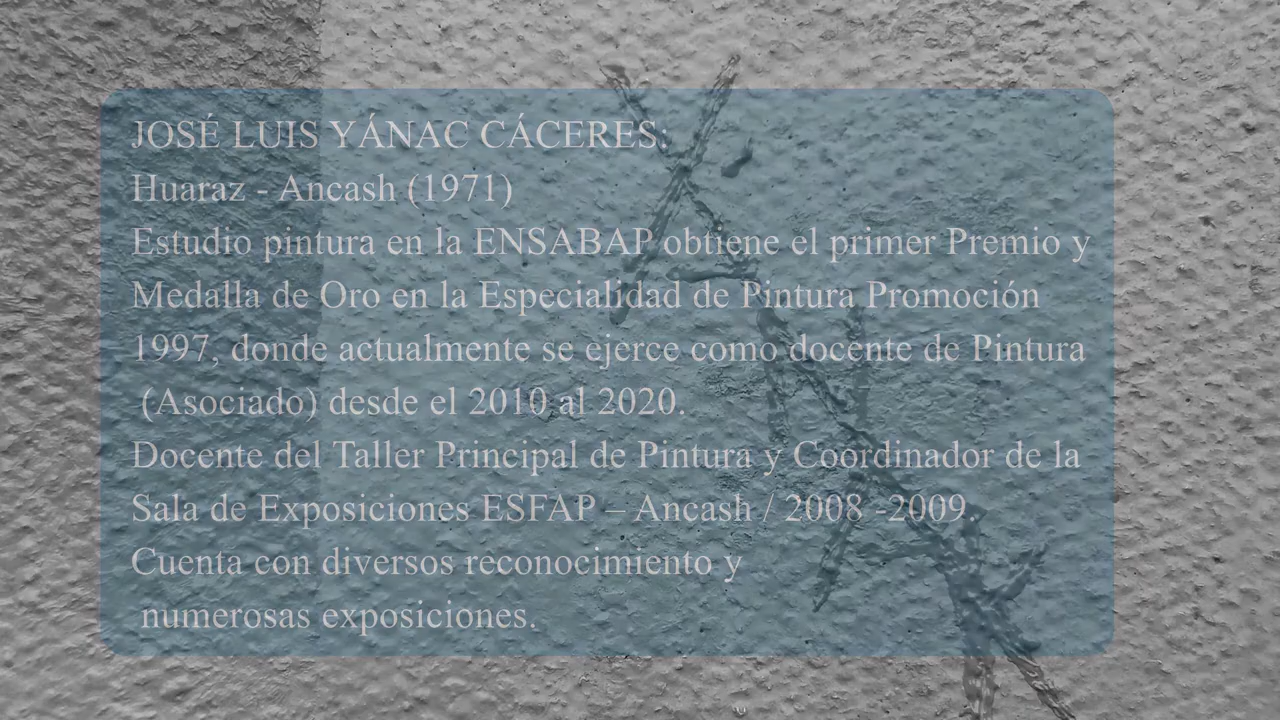 JOSÉ LUIS YÁNAC CÁCERES:
Huaraz - Ancash (1971)
Estudio pintura en la ENSABAP obtiene el primer Premio y
Medalla de Oro en la Especialidad de Pintura Promoción
1997, donde actualmente se ejerce como docente de Pintura
(Asociado) desde el 2010 al 2020.
Docente del Taller Principal de Pintura y Coordinador de la
Sala de Exposiciones ESFAP – Ancash / 2008 -2009.
Cuenta con diversos reconocimiento y
numerosas exposiciones.